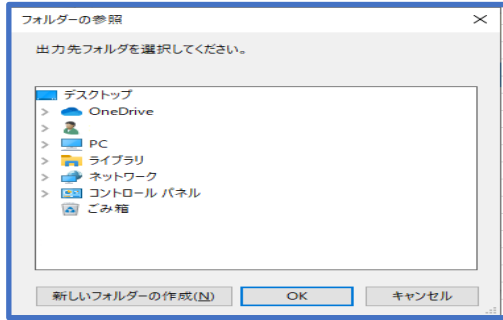 フォルダーの参照
出力先フォルダを選択してください。
デスクトップ
OneDrive
PC
ライブラリ
ネットワーク
コントロール パネル
ごみ箱
新しいフォルダーの作成(N) OK キャンセル